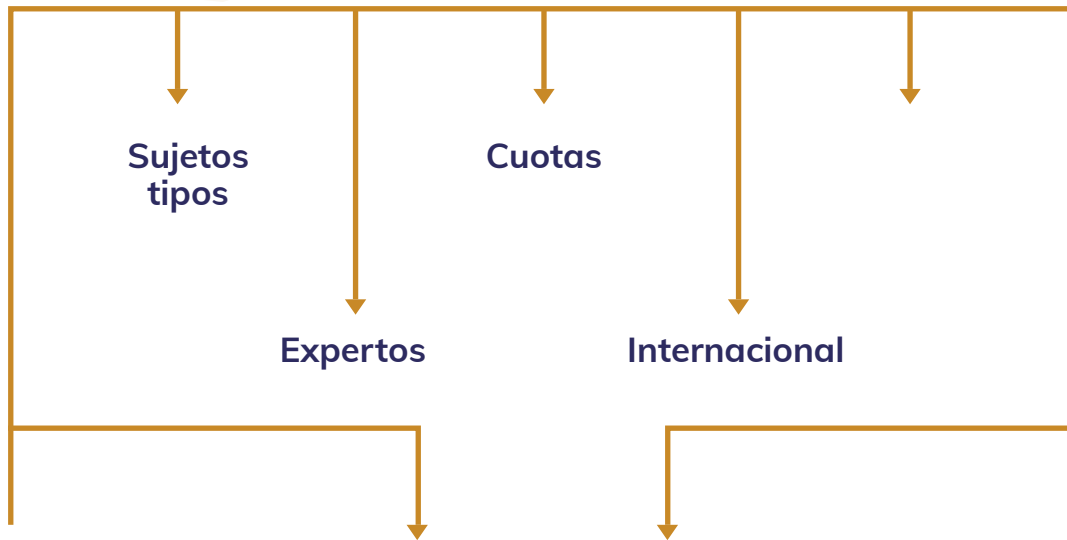 Sujetos
tipos
Cuotas
Expertos
Internacional